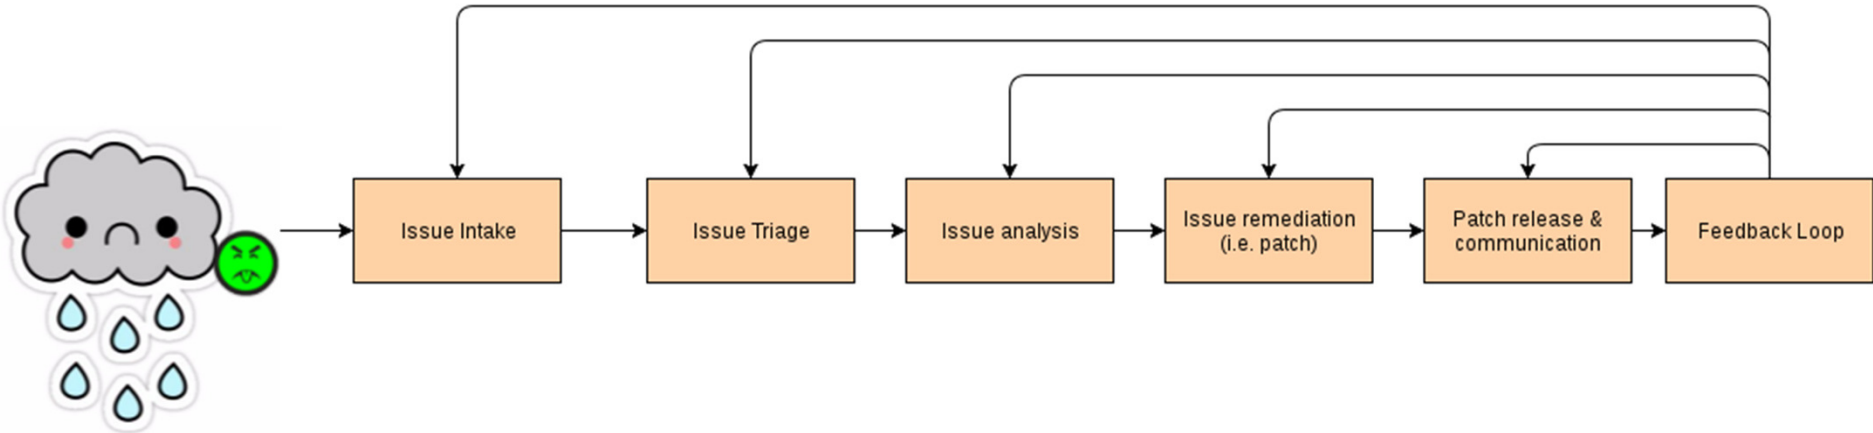 Issue Intake
Issue Triage
Issue analysis
Issue remediation
(i.e. patch)
Patch release &
communication
Feedback Loop